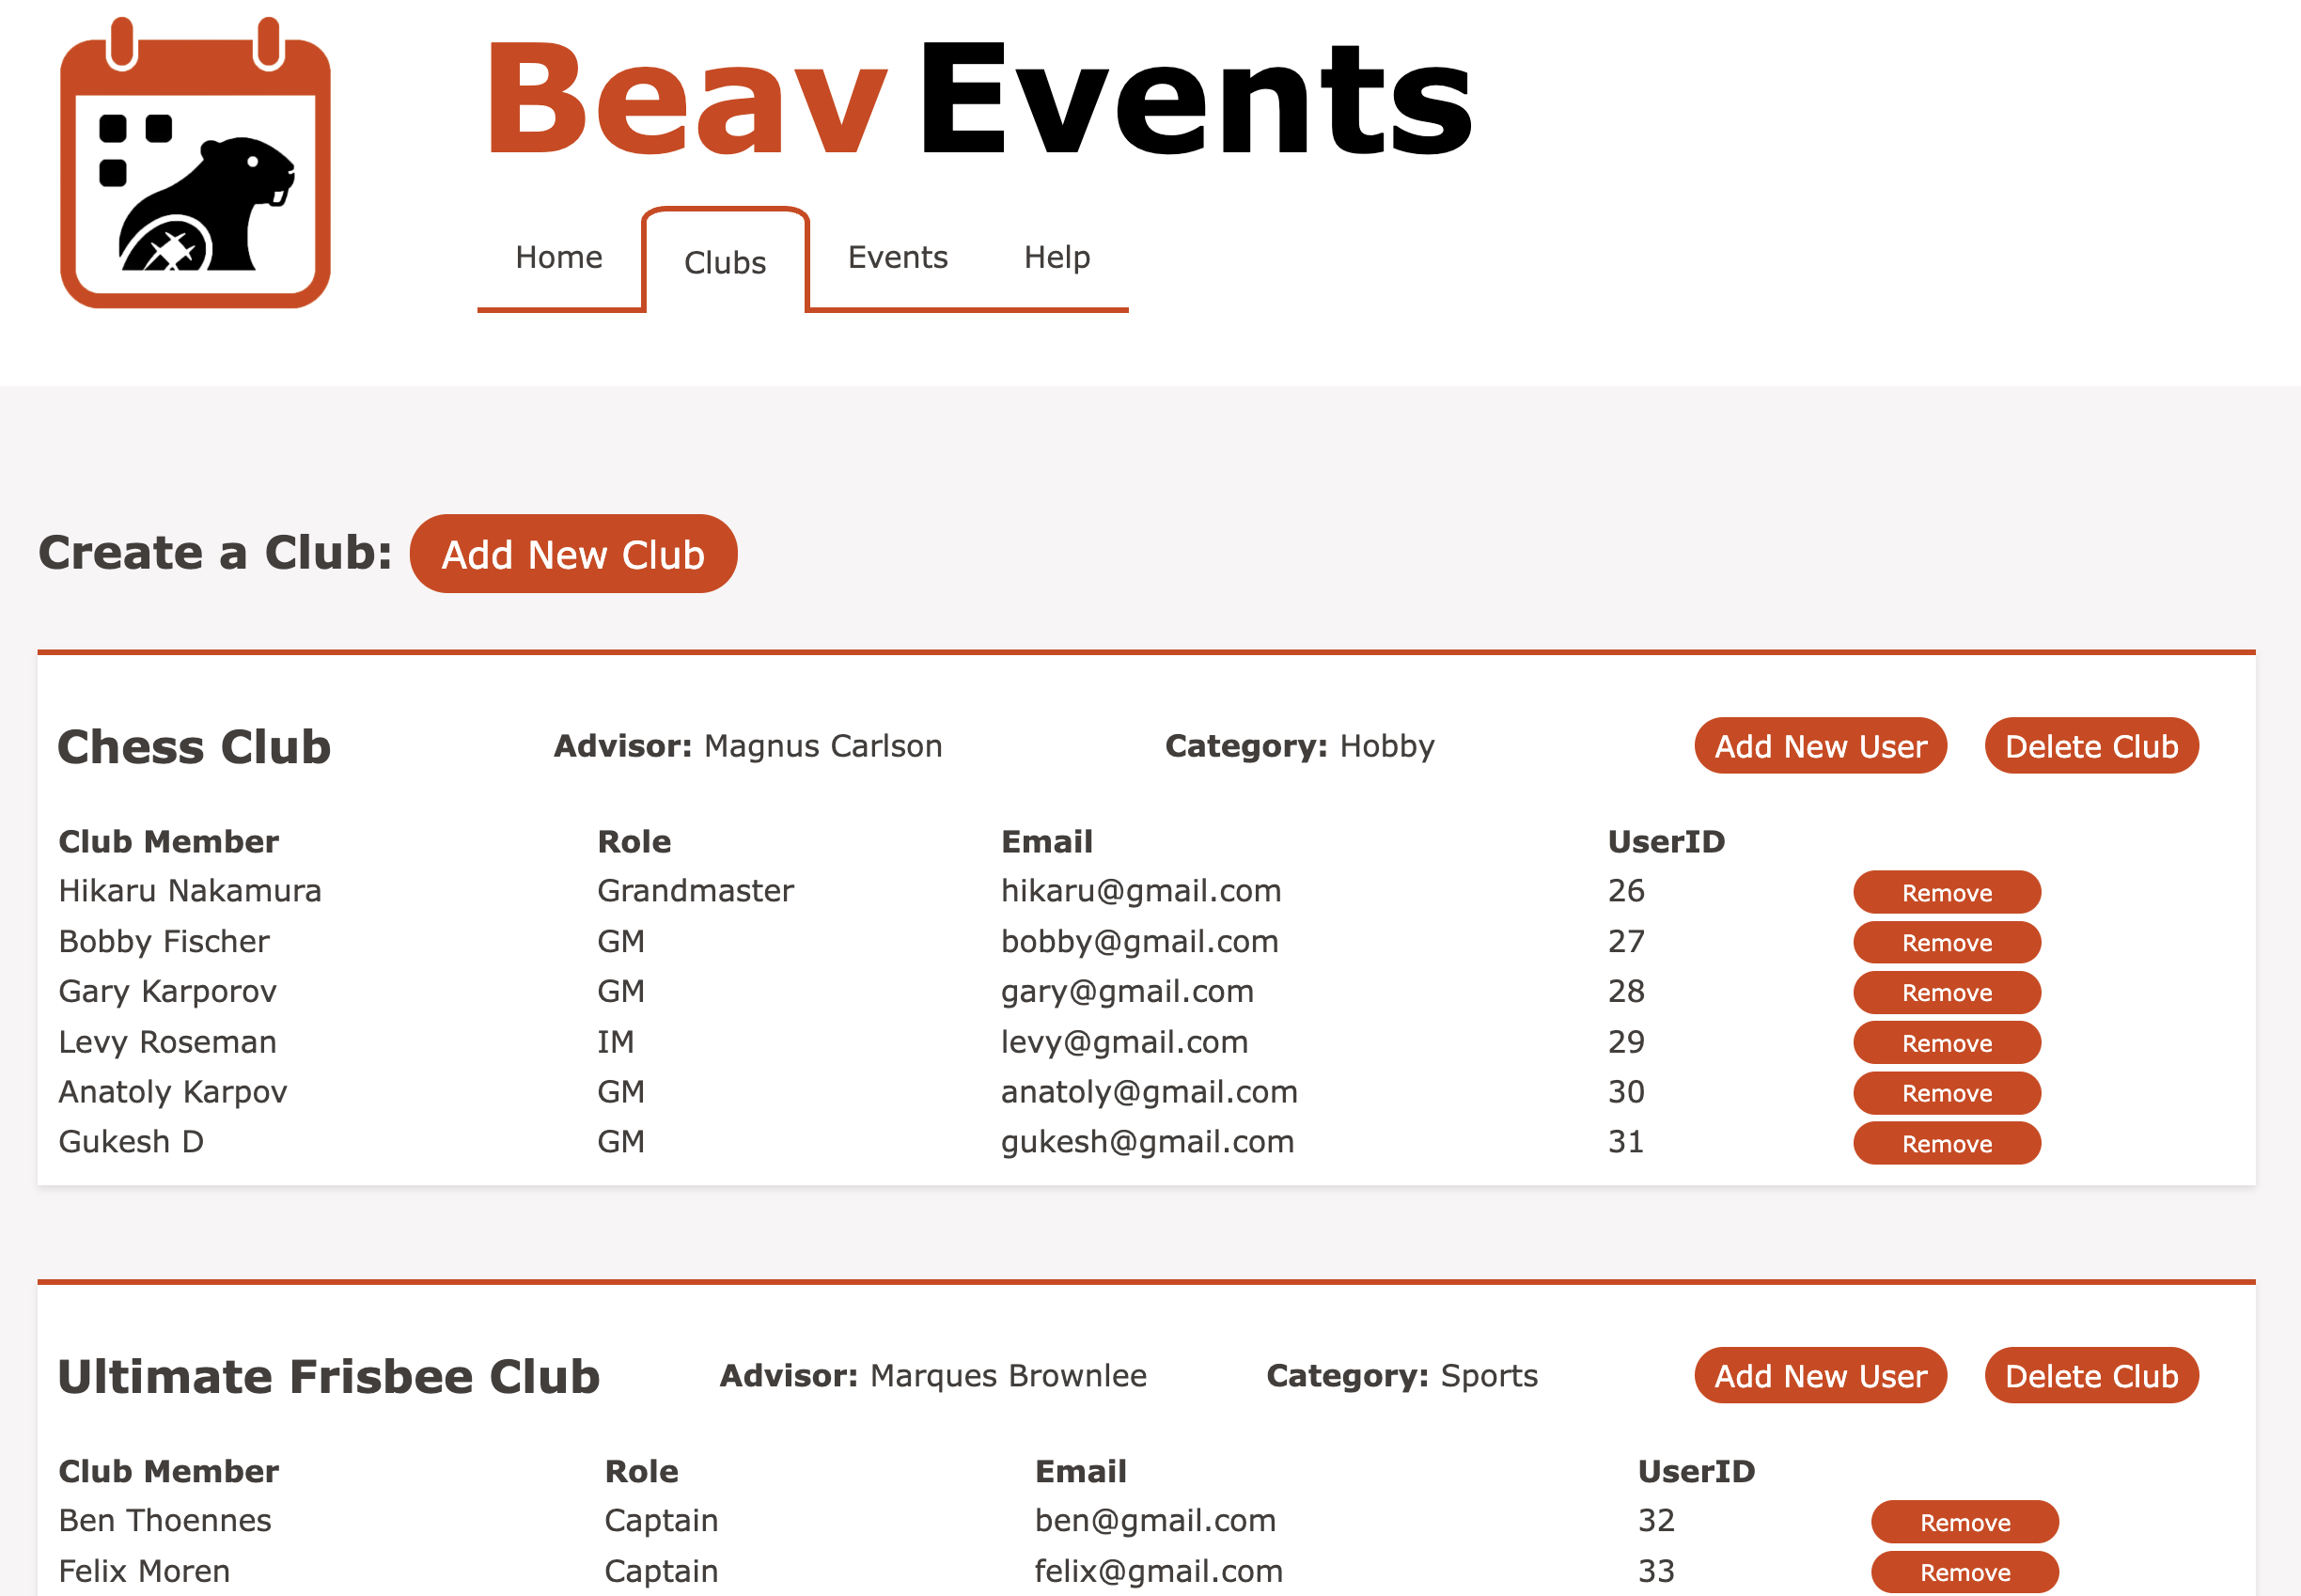 Beav Events
Home Clubs Events Help
Create a Club: Add New Club
Chess Club Advisor: Magnus Carlson Category: Hobby Add New User Delete Club
Club Member Role Email UserID
Hikaru Nakamura Grandmaster hikaru@gmail.com 26 Remove
Bobby Fischer GM bobby@gmail.com 27 Remove
Gary Karporov GM gary@gmail.com 28 Remove
Levy Roseman IM levy@gmail.com 29 Remove
Anatoly Karpov GM anatoly@gmail.com 30 Remove
Gukesh D GM gukesh@gmail.com 31 Remove
Ultimate Frisbee Club Advisor: Marques Brownlee Category: Sports Add New User Delete Club
Club Member Role Email UserID
Ben Thoennes Captain ben@gmail.com 32 Remove
Felix Moren Captain felix@gmail.com 33 Remove